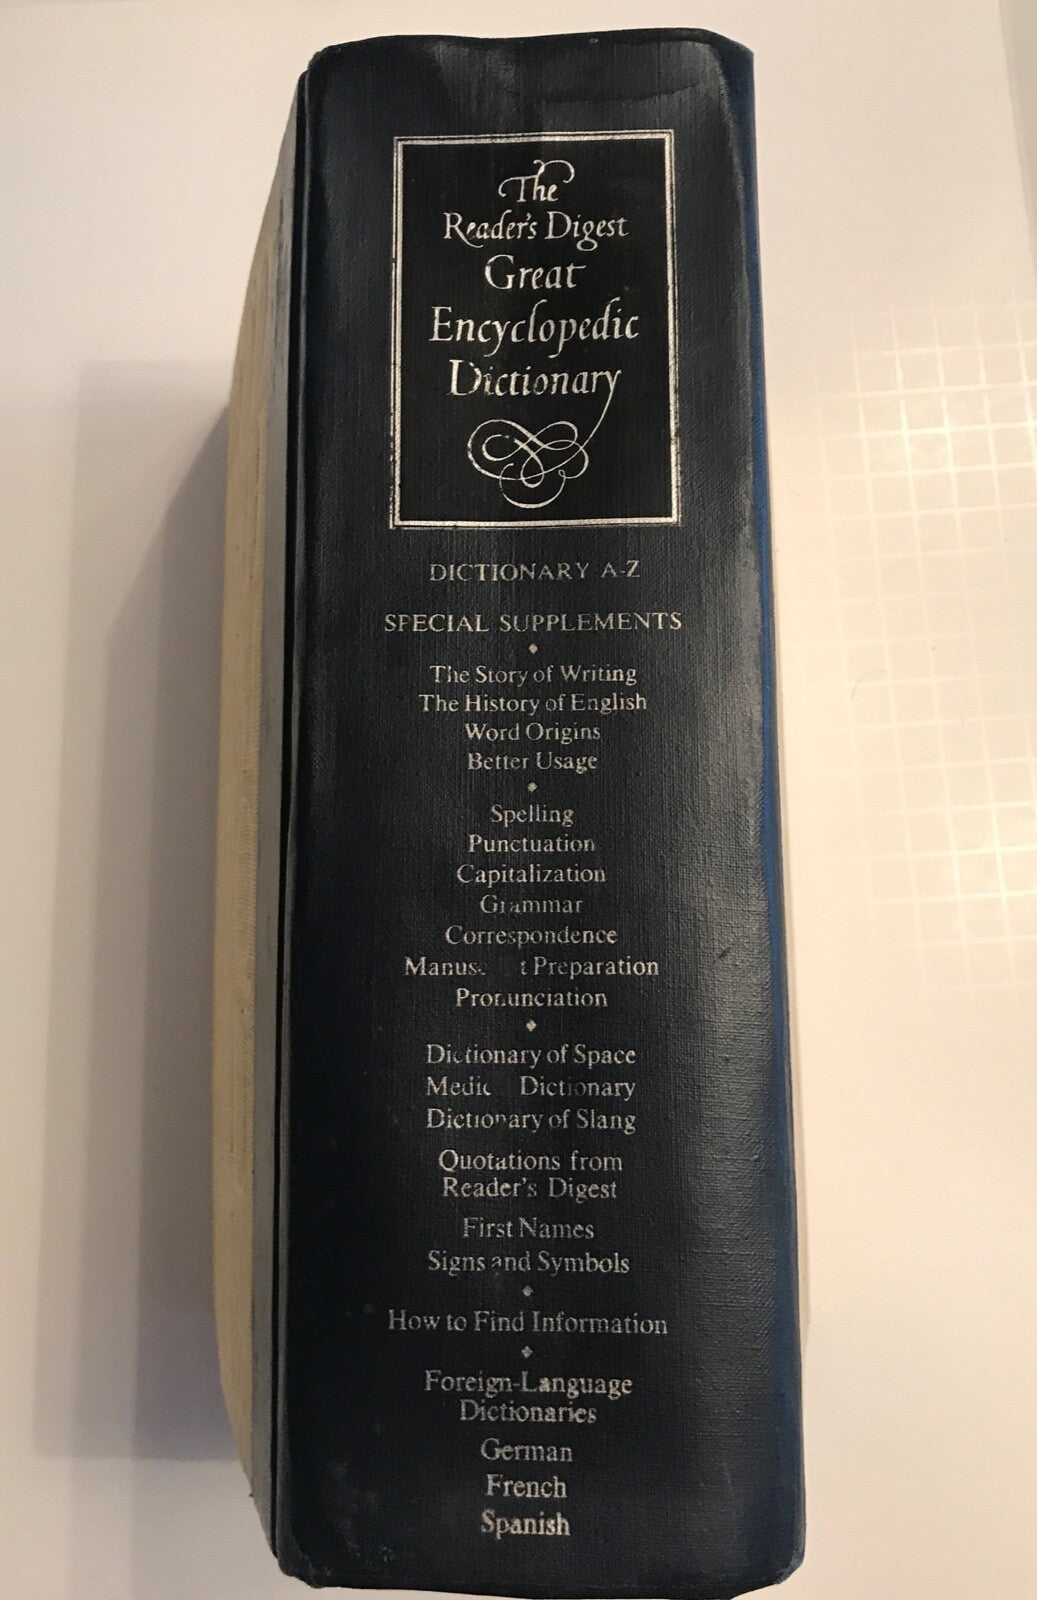 The
Reader's Digest
Great
Encyclopedic
Dictionary
DICTIONARY A-Z
SPECIAL SUPPLEMENTS
The Story of Writing
The History of English
Word Origins
Better Usage
Spelling
Punctuation
Capitalization
Grammar
Correspondence
Preparation
Pronunciation
Dictionary of Space
Dictionary
Dictionary of Slang
Quotations from
Reader's Digest
First Names
Signs and Symbols
How to Find Information
Foreign-Language
Dictionaries
German
French
Spanish